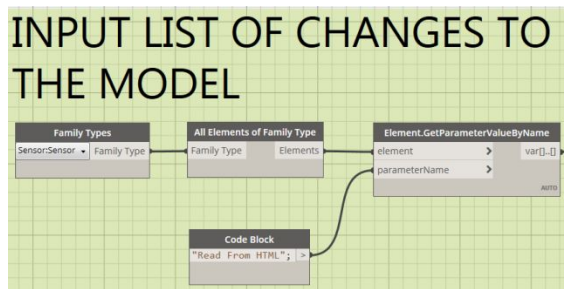 INPUT LIST OF CHANGES TO
THE MODEL
Family Types
Sensor:Sensor Family Type
All Elements of Family Type
Family Type Elements
Element.GetParameterValueByName
element > var[]..[]
parameterName >
AUTO
Code Block
"Read From HTML"; >